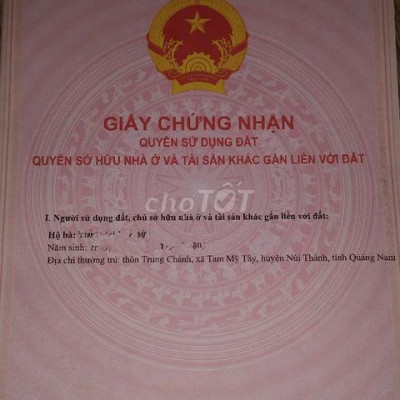 GIẤY CHỨNG NHẬN
QUYỀN SỬ DỤNG ĐẤT
QUYỀN SỞ HỮU NHÀ Ở VÀ TÀI SẢN KHÁC GẮN LIỀN VỚI ĐẤT
choTỐT
I. Người sử dụng đất, chủ sở hữu nhà ở và tài sản khác gắn liền với đất:
Hộ bà:
Năm sinh:
Địa chỉ thường trú: thôn Trung Chánh, xã Tam Mỹ Tây, huyện Núi Thành, tỉnh Quảng Nam